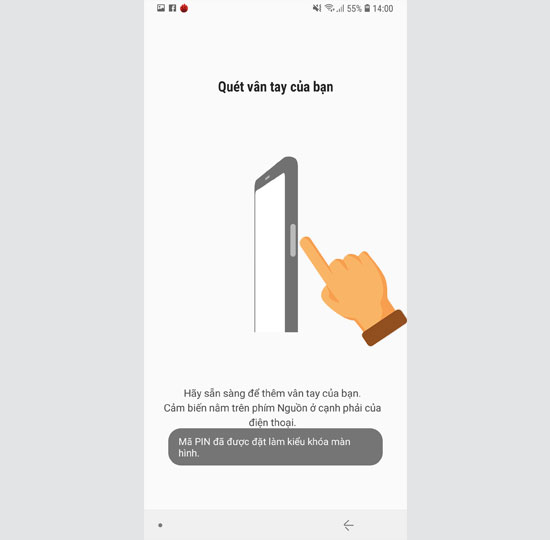 55% 14:00
Quét vân tay của bạn
Hãy sẵn sàng để thêm vân tay của bạn.
Cảm biến nằm trên phím Nguồn ở cạnh phải của
điện thoại.
Mã PIN đã được đặt làm kiểu khóa màn
hình.